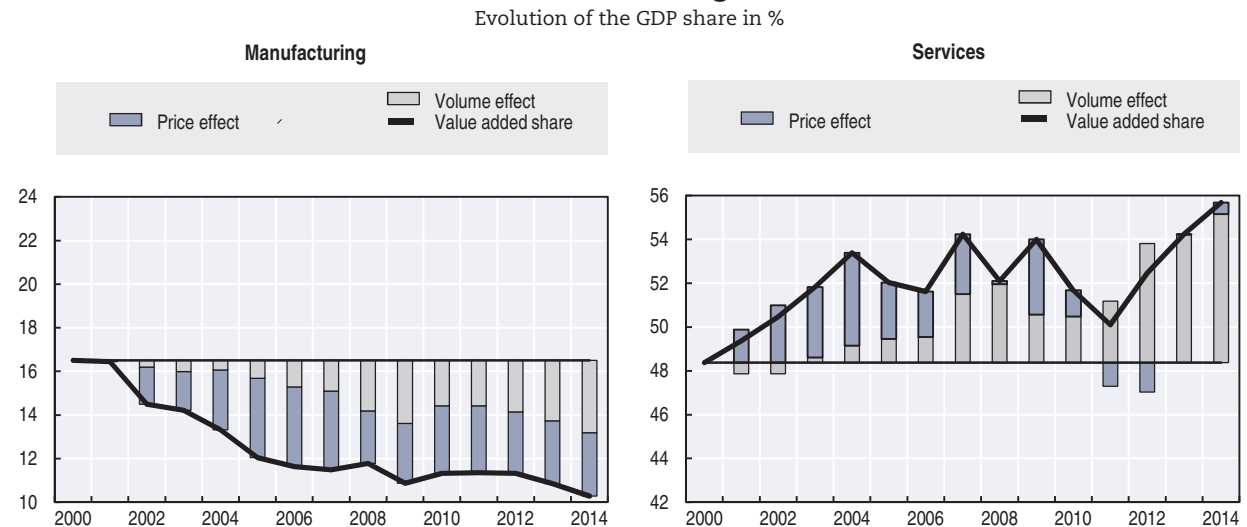 Evolution of the GDP share in %
Manufacturing
Price effect
Volume effect
Value added share
24
22
20
18
16
14
12
10
2000 2002 2004 2006 2008 2010 2012 2014
Services
Price effect
Volume effect
Value added share
56
54
52
50
48
46
44
42
2000 2002 2004 2006 2008 2010 2012 2014